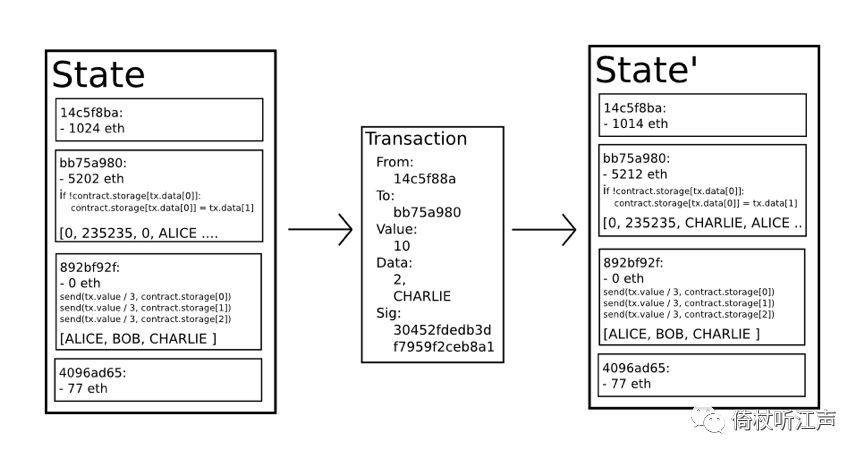 State
14c5f8ba:
- 1024 eth
bb75a980:
- 5202 eth
if !contract.storage[tx.data[0]]:
contract.storage[tx.data[0]] = tx.data[1]
[0, 235235, 0, ALICE ....
892bf92f:
- 0 eth
send(tx.value / 3, contract.storage[0])
send(tx.value / 3, contract.storage[1])
send(tx.value / 3, contract.storage[2])
[ALICE, BOB, CHARLIE ]
4096ad65:
- 77 eth
Transaction
From:
14c5f88a
To:
bb75a980
Value:
10
Data:
2,
CHARLIE
Sig:
30452fdedb3d
f7959f2ceb8a1
State'
14c5f8ba:
- 1014 eth
bb75a980:
- 5212 eth
if !contract.storage[tx.data[0]]:
contract.storage[tx.data[0]] = tx.data[1]
[0, 235235, CHARLIE, ALICE ..
892bf92f:
- 0 eth
send(tx.value / 3, contract.storage[0])
send(tx.value / 3, contract.storage[1])
send(tx.value / 3, contract.storage[2])
[ALICE, BOB, CHARLIE ]
4096ad65:
- 77 eth
倚杖听江声